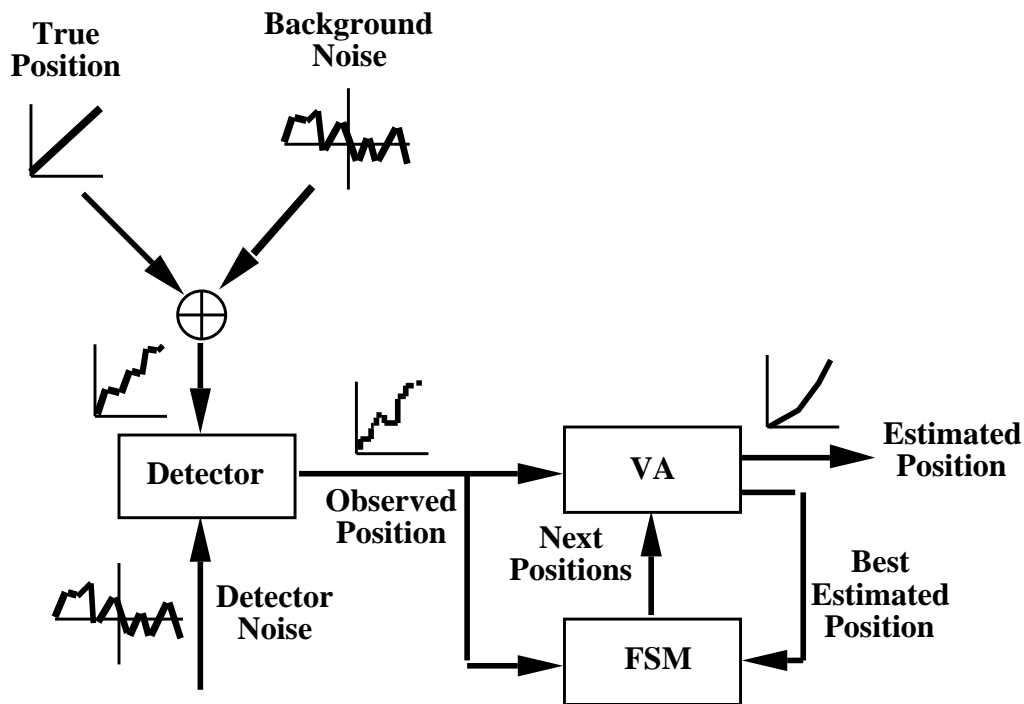 True
Position
Background
Noise
Detector
Observed
Position
VA
Estimated
Position
Next
Positions
Best
Estimated
Position
Detector
Noise
FSM